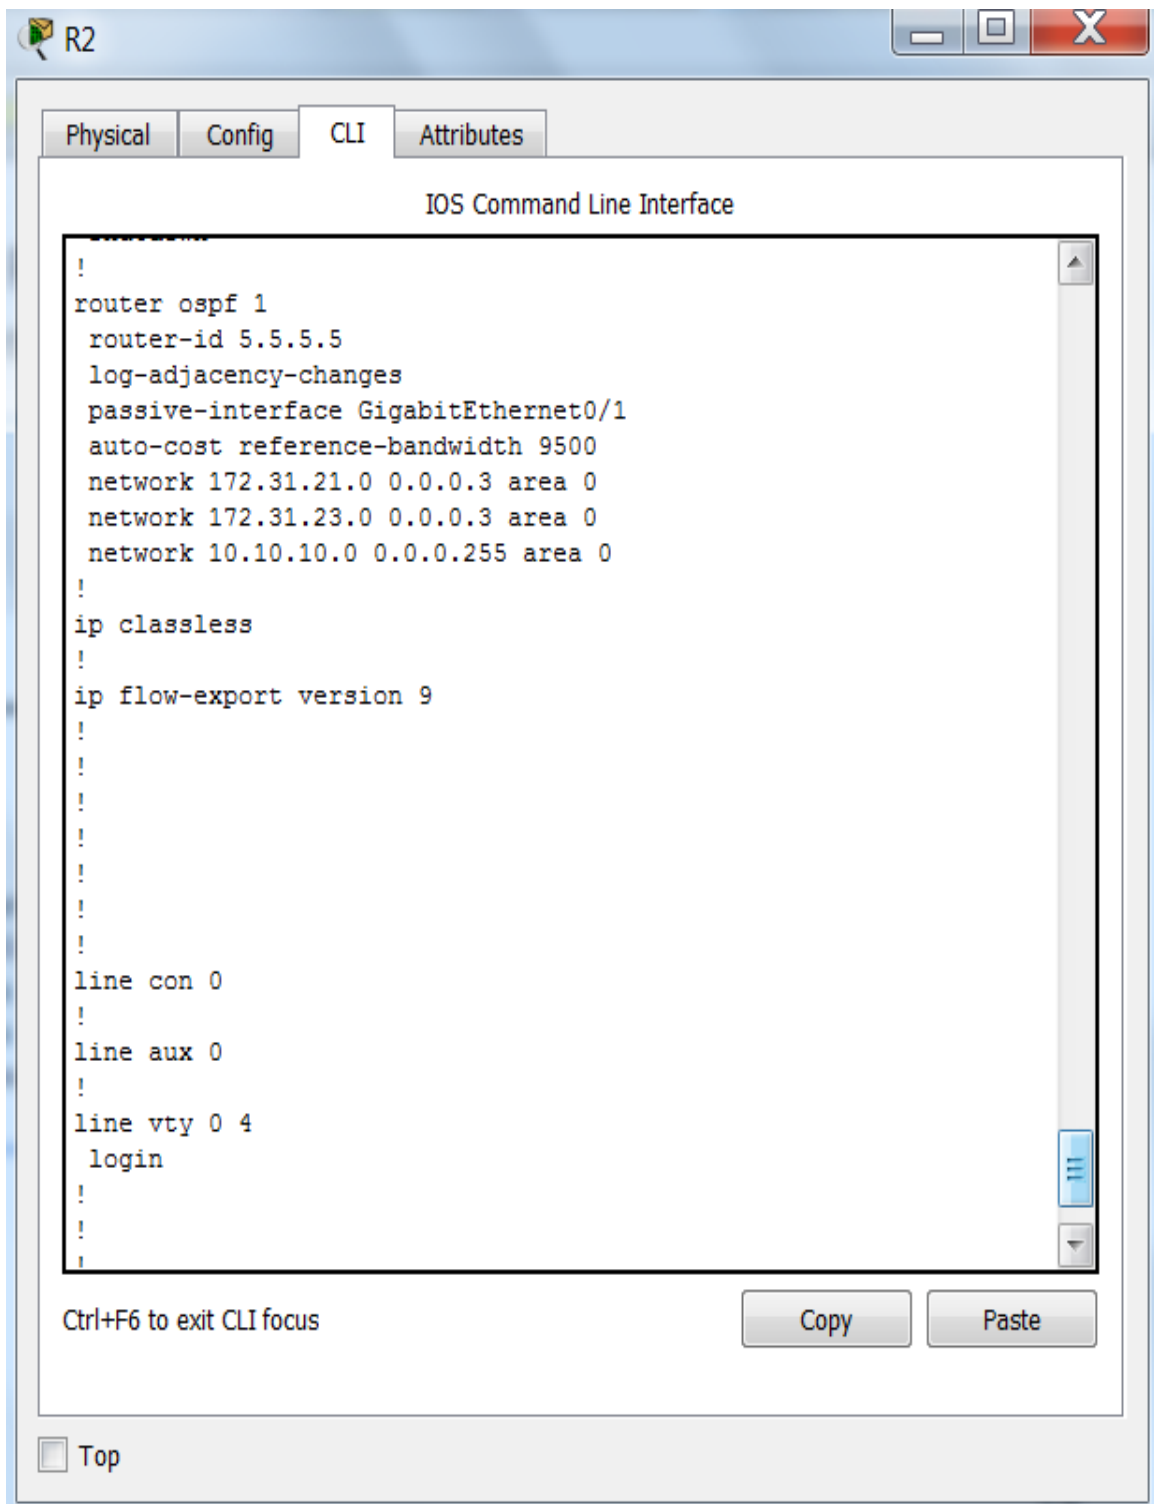 R2
Physical Config CLI Attributes
IOS Command Line Interface
!
router ospf 1
 router-id 5.5.5.5
 log-adjacency-changes
 passive-interface GigabitEthernet0/1
 auto-cost reference-bandwidth 9500
 network 172.31.21.0 0.0.0.3 area 0
 network 172.31.23.0 0.0.0.3 area 0
 network 10.10.10.0 0.0.0.255 area 0
!
ip classless
!
ip flow-export version 9
!
!
!
!
!
!
!
line con 0
!
line aux 0
!
line vty 0 4
 login
!
!
!
Ctrl+F6 to exit CLI focus
Copy Paste
Top